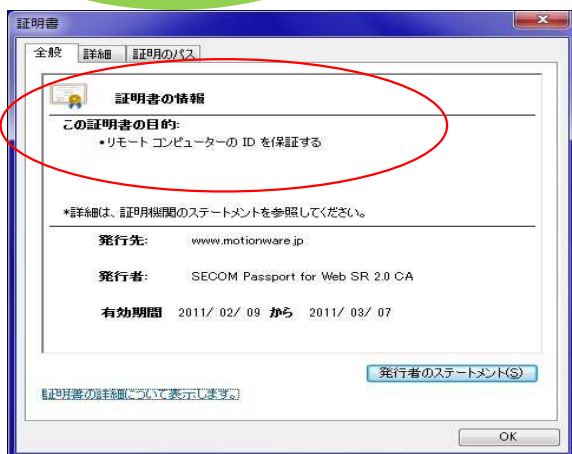 証明書
全般 詳細 証明のパス
証明書の情報
この証明書の目的:
•リモート コンピューターの ID を保証する
*詳細は、証明機関のステートメントを参照してください。
発行先: www.motionware.jp
発行者: SECOM Passport for Web SR 2.0 CA
有効期間 2011/ 02/ 09 から 2011/ 03/ 07
発行者のステートメント(S)
証明書の詳細について表示します。
OK